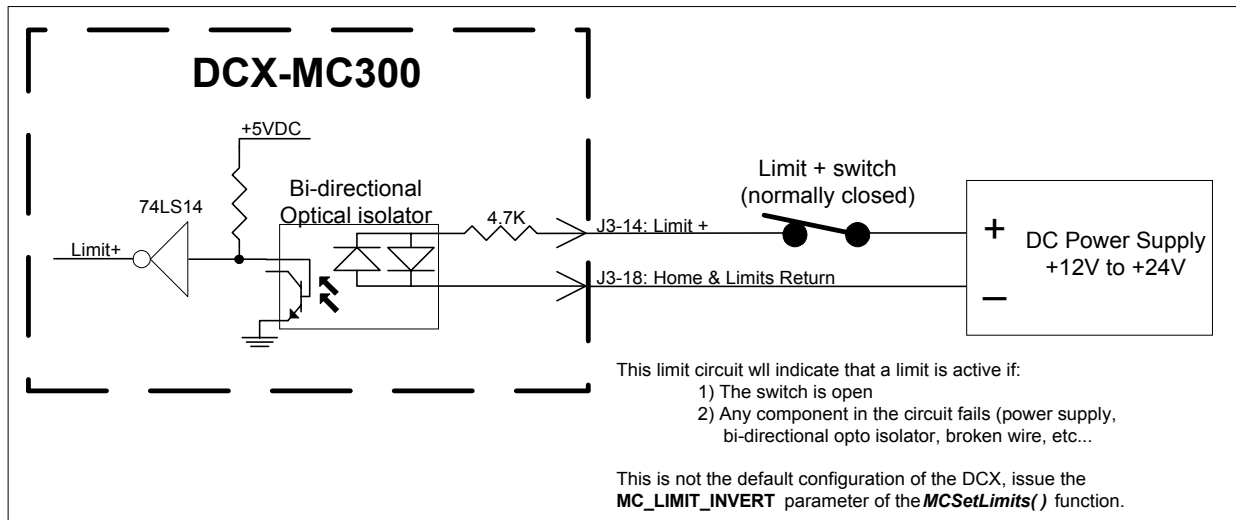 DCX-MC300
+5VDC
Bi-directional
Optical isolator
74LS14
4.7K
Limit+
J3-14: Limit +
J3-18: Home & Limits Return
Limit + switch
(normally closed)
+
DC Power Supply
+12V to +24V
–
This limit circuit wll indicate that a limit is active if:
1) The switch is open
2) Any component in the circuit fails (power supply,
bi-directional opto isolator, broken wire, etc...
This is not the default configuration of the DCX, issue the
MC_LIMIT_INVERT parameter of the MCSetLimits( ) function.